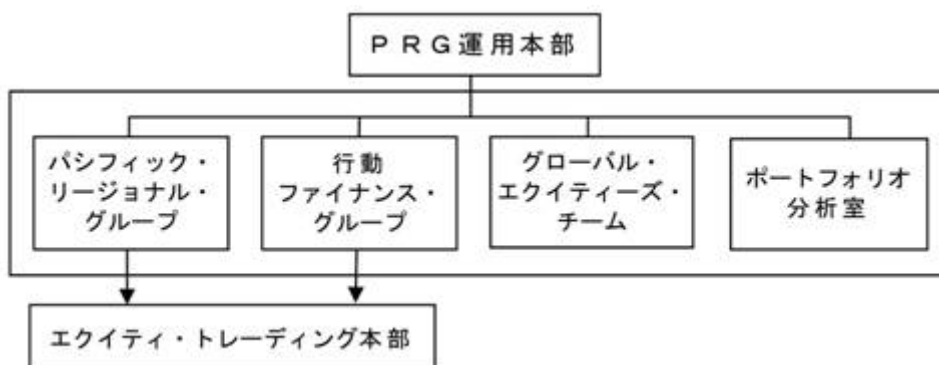 PRG運用本部
パシフィック・
リージョナル・
グループ
行動
ファイナンス・
グループ
グローバル・
エクイティーズ・
チーム
ポートフォリオ
分析室
エクイティ・トレーディング本部